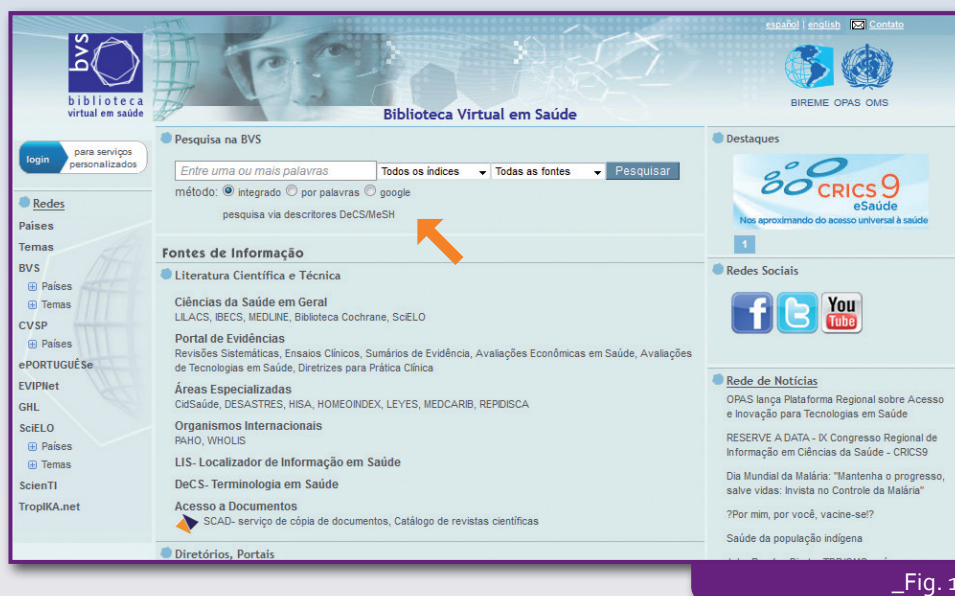 español | english Contato
bvs
biblioteca
virtual em saúde
Biblioteca Virtual em Saúde
BIREME OPAS OMS
login para serviços
personalizados
Redes
Paises
Temas
BVS
Países
Temas
CVSP
Países
ePORTUGUÊSe
EVIPNet
GHL
SciELO
Países
Temas
ScienTI
TropIKA.net
Pesquisa na BVS
Entre uma ou mais palavras Todos os índices Todas as fontes Pesquisar
método: integrado por palavras google
pesquisa via descritores DeCS/MeSH
Fontes de Informação
Literatura Científica e Técnica
Ciências da Saúde em Geral
LILACS, IBECS, MEDLINE, Biblioteca Cochrane, SciELO
Portal de Evidências
Revisões Sistemáticas, Ensaios Clínicos, Sumários de Evidência, Avaliações Econômicas em Saúde, Avaliações
de Tecnologias em Saúde, Diretrizes para Prática Clínica
Áreas Especializadas
CidSaúde, DESASTRES, HISA, HOMEOINDEX, LEYES, MEDCARIB, REPIDISCA
Organismos Internacionais
PAHO, WHOLIS
LIS- Localizador de Informação em Saúde
DeCS- Terminologia em Saúde
Acesso a Documentos
SCAD- serviço de cópia de documentos, Catálogo de revistas científicas
Diretórios, Portais
Destaques
CRICS 9
eSaúde
Nos aproximando do acesso universal à saúde
1
Redes Sociais
f
You
Tube
Rede de Notícias
OPAS lança Plataforma Regional sobre Acesso
e Inovação para Tecnologias em Saúde
RESERVE A DATA - IX Congresso Regional de
Informação em Ciências da Saúde - CRICS9
Dia Mundial da Malária: "Mantenha o progresso,
salve vidas: Invista no Controle da Malária"
?Por mim, por você, vacine-se!?
Saúde da população indígena
_Fig. 1